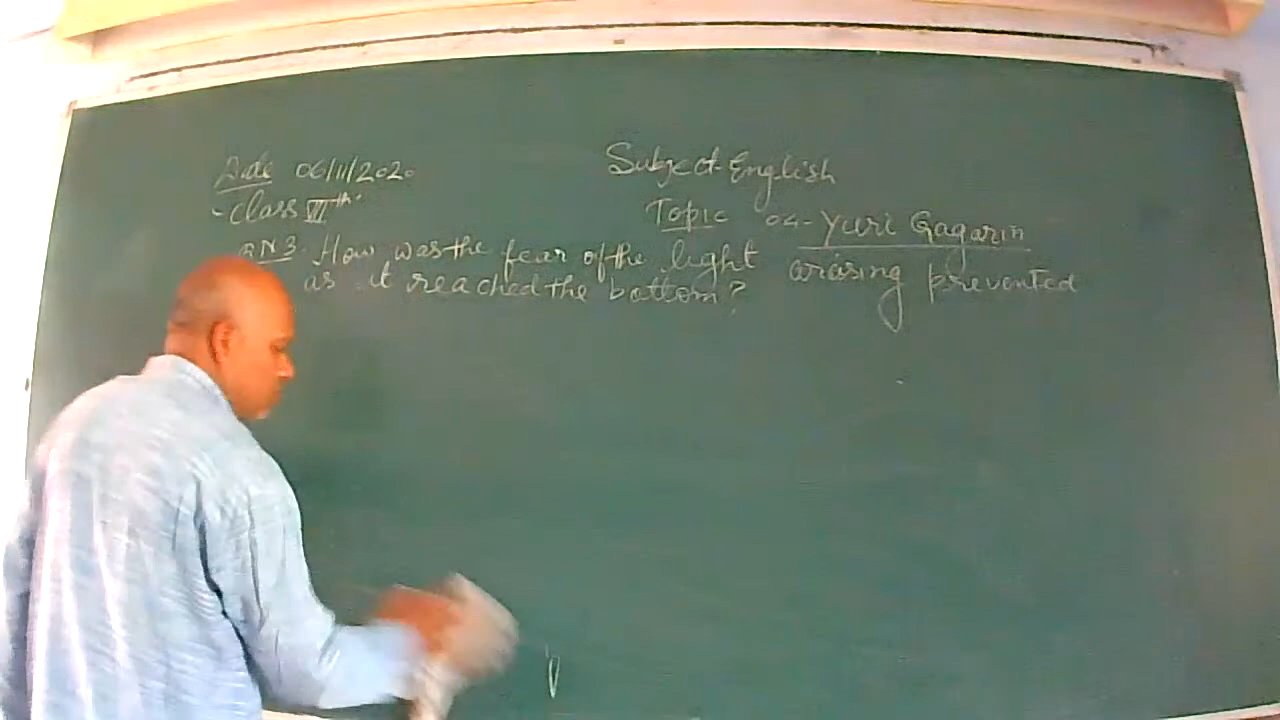 Date 06/11/2020
Subject-English
Class VIth
Topic 04-Yuri Gagarin
QN3. How was the fear of the light arising prevented
as it reached the bottom?